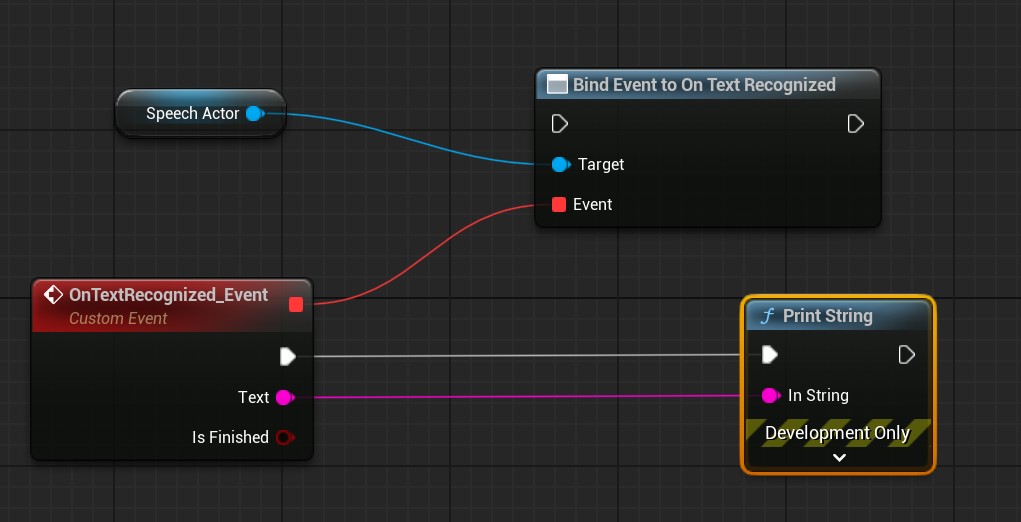 Speech Actor
Bind Event to On Text Recognized
Target
Event
OnTextRecognized_Event
Custom Event
Text
Is Finished
f Print String
In String
Development Only